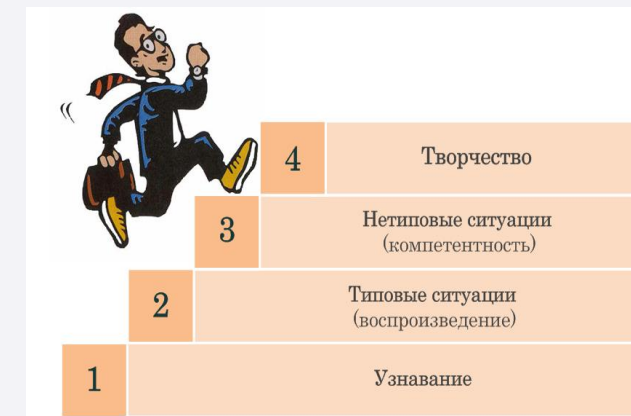 4 Творчество
3 Нетиповые ситуации
(компетентность)
2 Типовые ситуации
(воспроизведение)
1 Узнавание